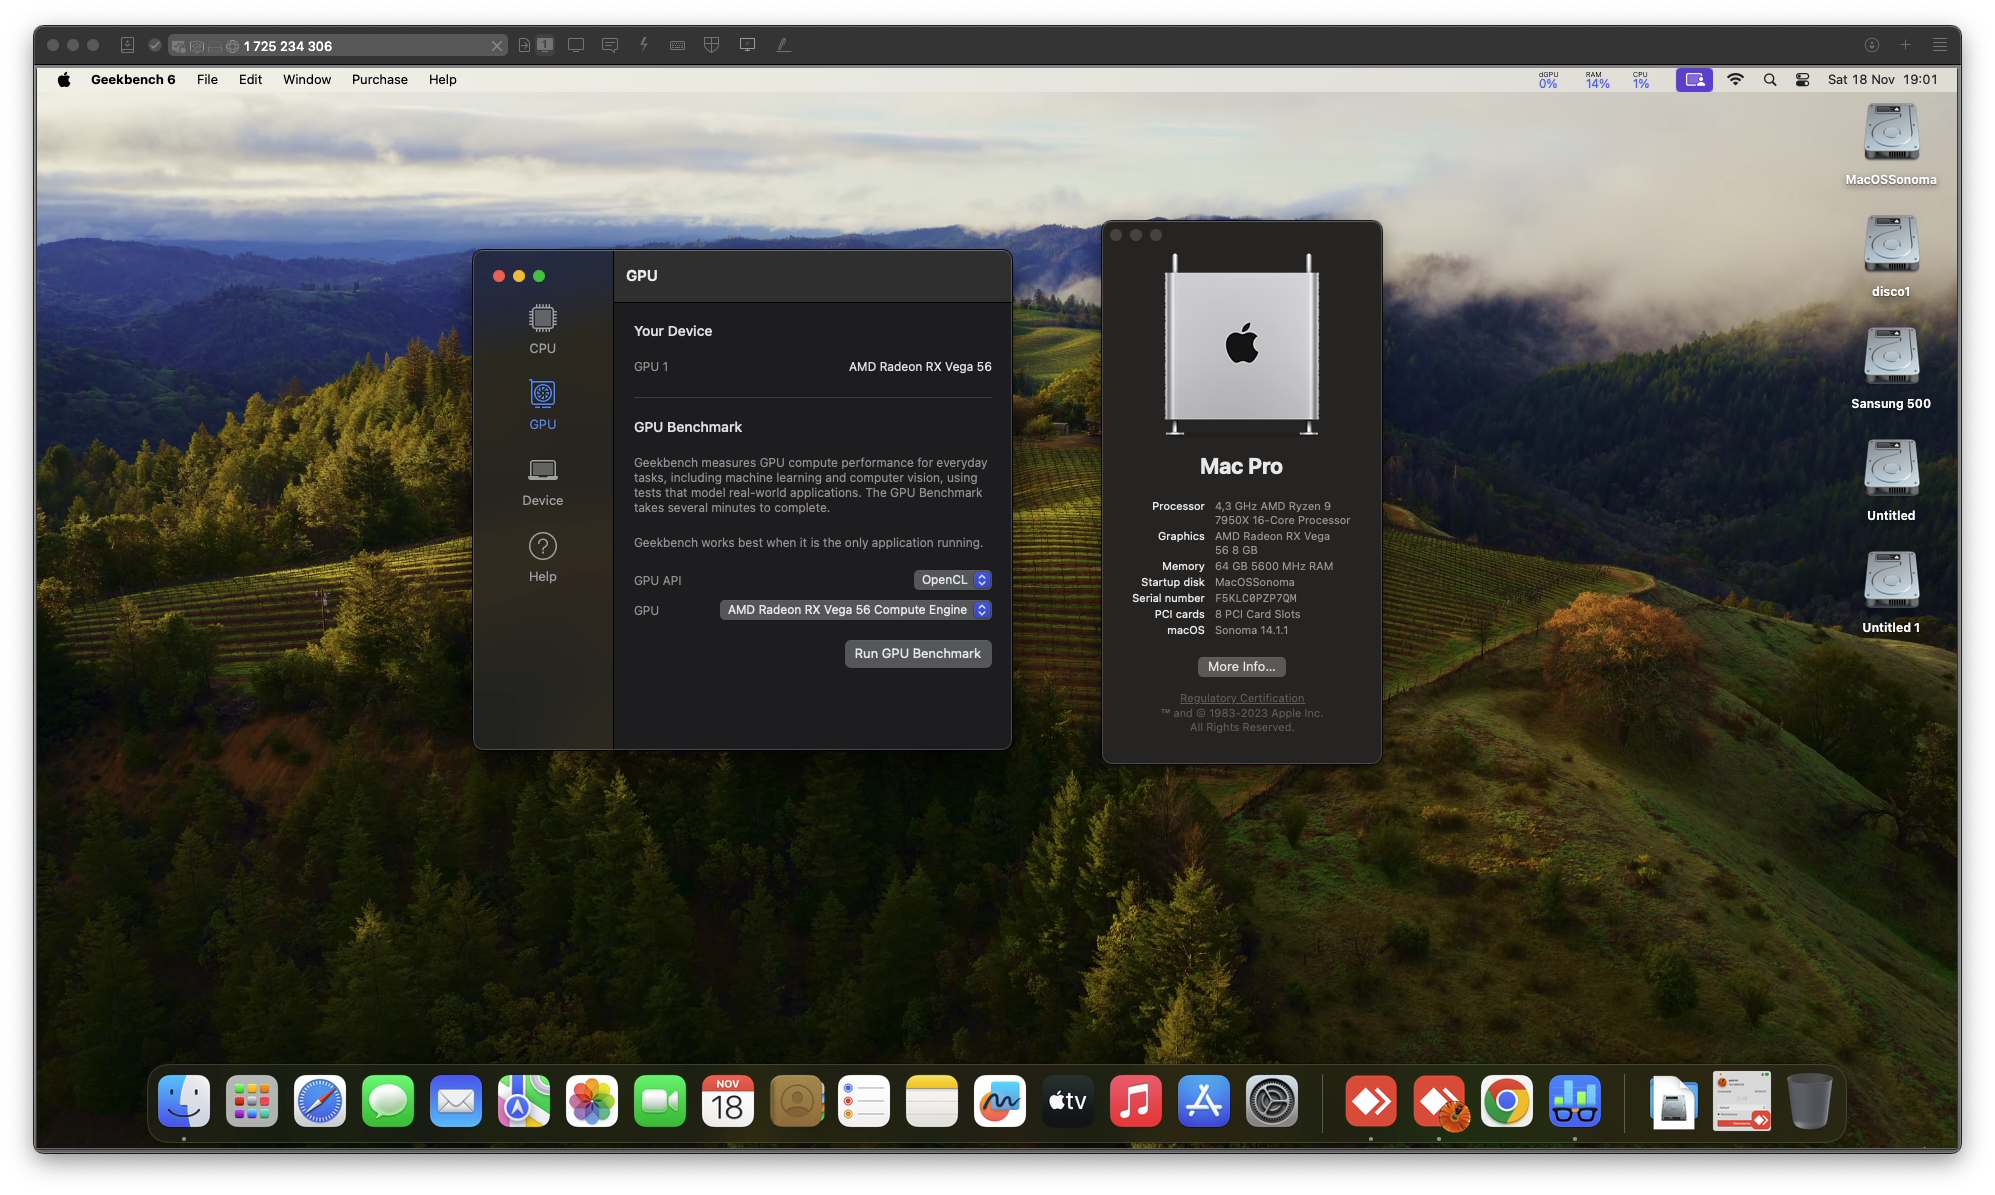 1 725 234 306
1
Geekbench 6 File Edit Window Purchase Help
dGPU 0% RAM 14% CPU 1% Sat 18 Nov 19:01
MacOSSonoma
disco1
Sansung 500
Untitled
Untitled 1
CPU
GPU
Device
Help
GPU
Your Device
GPU 1 AMD Radeon RX Vega 56
GPU Benchmark
Geekbench measures GPU compute performance for everyday
tasks, including machine learning and computer vision, using
tests that model real-world applications. The GPU Benchmark
takes several minutes to complete.
Geekbench works best when it is the only application running.
GPU API OpenCL
GPU AMD Radeon RX Vega 56 Compute Engine
Run GPU Benchmark
Mac Pro
Processor 4,3 GHz AMD Ryzen 9
7950X 16-Core Processor
Graphics AMD Radeon RX Vega
56 8 GB
Memory 64 GB 5600 MHz RAM
Startup disk MacOSSonoma
Serial number F5KLC0PZP7QM
PCI cards 8 PCI Card Slots
macOS Sonoma 14.1.1
More Info...
Regulatory Certification
™ and © 1983-2023 Apple Inc.
All Rights Reserved.
NOV
18
tv